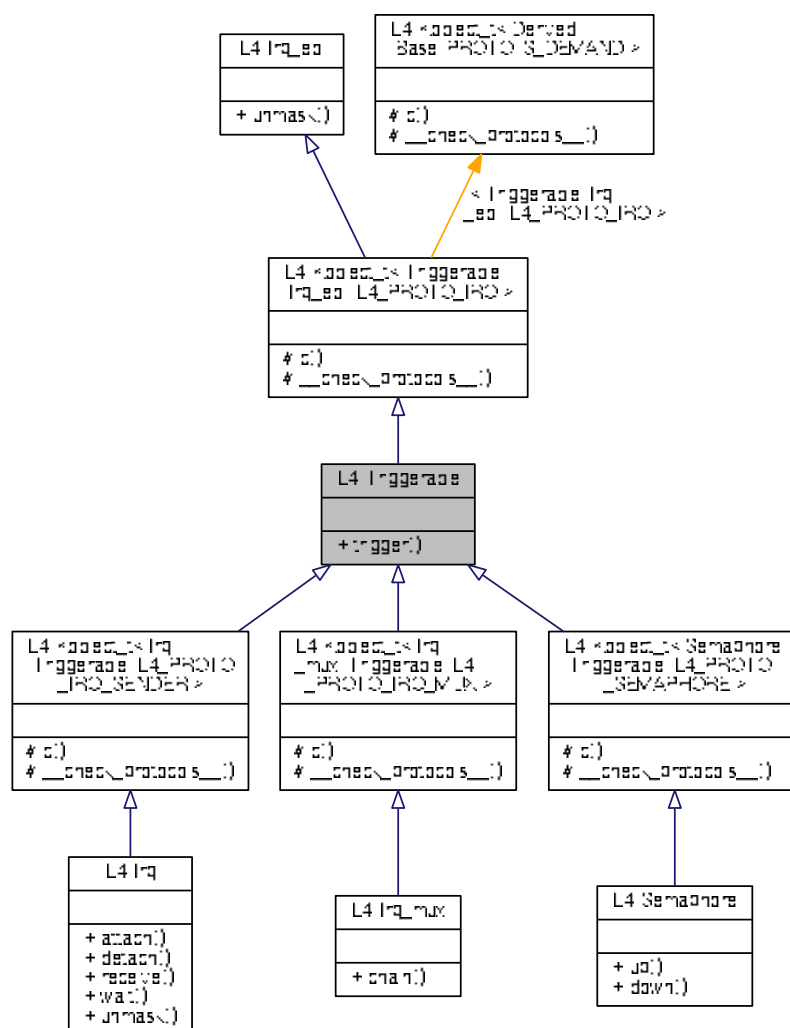 L4::Irq_eoi
+ unmask()
L4::Kobject_t< Derived,
Base, PROTO, S_DEMAND >
# c()
# __check_protocols__()
< Triggerable, Irq
_eoi, L4_PROTO_IRQ >
L4::Kobject_t< Triggerable,
Irq_eoi, L4_PROTO_IRQ >
# c()
# __check_protocols__()
L4::Triggerable
+ trigger()
L4::Kobject_t< Irq,
Triggerable, L4_PROTO
_IRQ_SENDER >
# c()
# __check_protocols__()
L4::Kobject_t< Irq
_mux, Triggerable, L4
_PROTO_IRQ_MUX >
# c()
# __check_protocols__()
L4::Kobject_t< Semaphore,
Triggerable, L4_PROTO
_SEMAPHORE >
# c()
# __check_protocols__()
L4::Irq
+ attach()
+ detach()
+ receive()
+ wait()
+ unmask()
L4::Irq_mux
+ chain()
L4::Semaphore
+ up()
+ down()